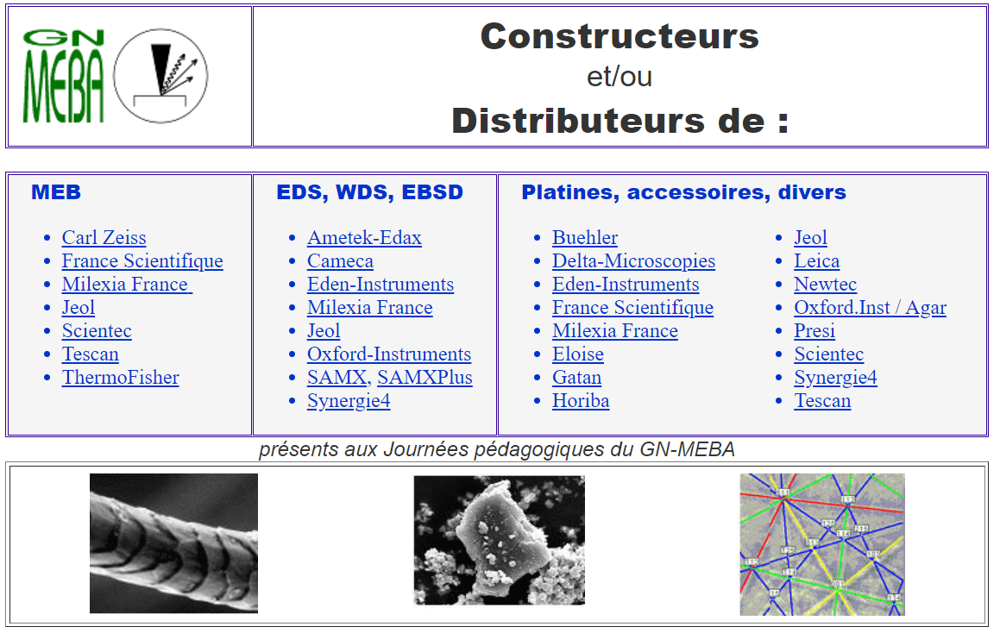 GN
MEBA
Constructeurs
et/ou
Distributeurs de :
MEB
Carl Zeiss
France Scientifique
Milexia France
Jeol
Scientec
Tescan
ThermoFisher
EDS, WDS, EBSD
Ametek-Edax
Cameca
Eden-Instruments
Milexia France
Jeol
Oxford-Instruments
SAMX, SAMXPlus
Synergie4
Platines, accessoires, divers
Buehler
Delta-Microscopies
Eden-Instruments
France Scientifique
Milexia France
Eloise
Gatan
Horiba
Jeol
Leica
Newtec
Oxford.Inst / Agar
Presi
Scientec
Synergie4
Tescan
présents aux Journées pédagogiques du GN-MEBA